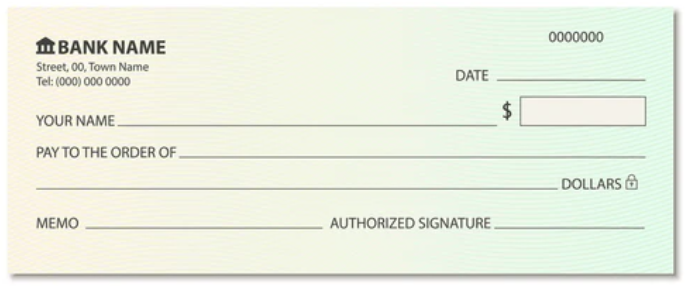 BANK NAME
0000000
Street, 00, Town Name
Tel: (000) 000 0000
DATE
$
YOUR NAME
PAY TO THE ORDER OF
DOLLARS
MEMO AUTHORIZED SIGNATURE